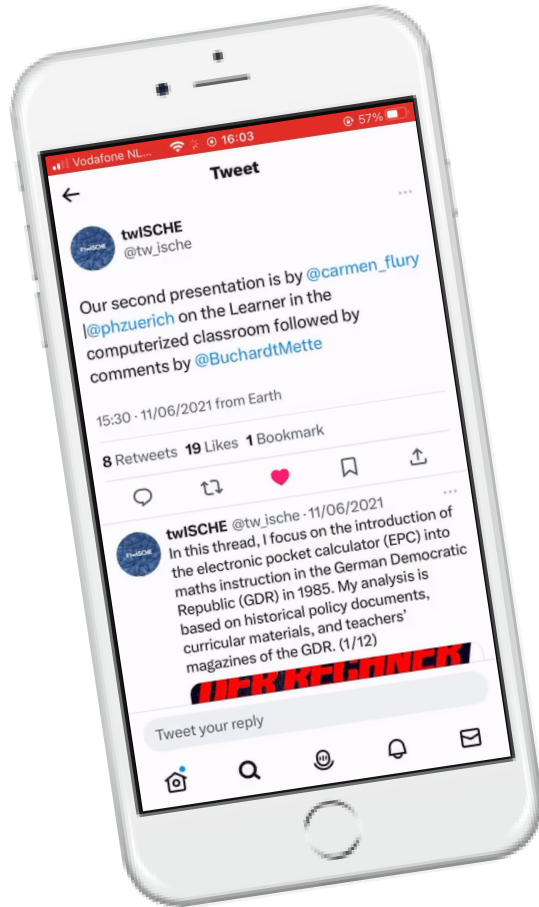 Vodafone NL... 16:03 57%
Tweet
twISCHE
@tw_ische
Our second presentation is by @carmen_flury
|@phzuerich on the Learner in the
computerized classroom followed by
comments by @BuchardtMette
15:30 · 11/06/2021 from Earth
8 Retweets 19 Likes 1 Bookmark
twISCHE @tw_ische · 11/06/2021
In this thread, I focus on the introduction of
the electronic pocket calculator (EPC) into
maths instruction in the German Democratic
Republic (GDR) in 1985. My analysis is
based on historical policy documents,
curricular materials, and teachers’
magazines of the GDR. (1/12)
DER RECHNER
Tweet your reply